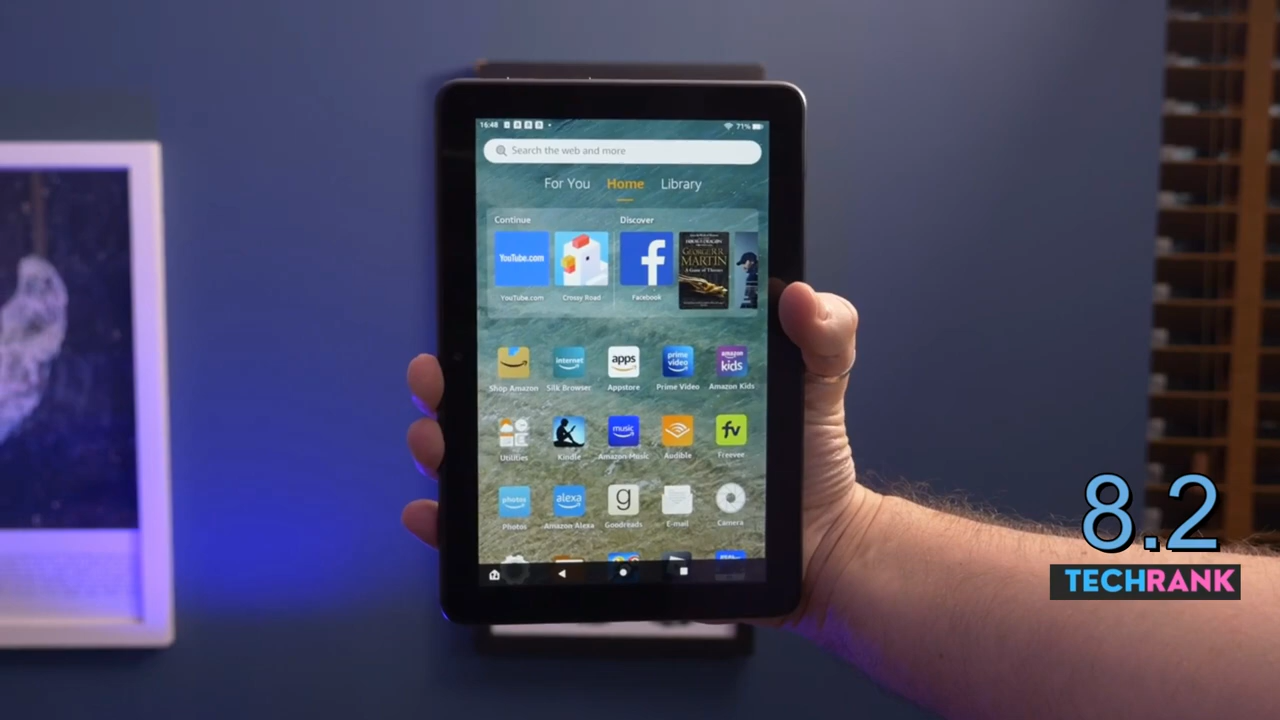 16:48
71%
Search the web and more
For You Home Library
Continue Discover
YouTube.com
GEORGE R.R.
MARTIN
A Game of Thrones
YouTube.com Crossy Road Facebook
internet apps prime video amazon kids
Shop Amazon Silk Browser Appstore Prime Video Amazon Kids
music fv
Utilities Kindle Amazon Music Audible Freevee
photos alexa g
Photos Amazon Alexa Goodreads E-mail Camera
8.2
TECHRANK